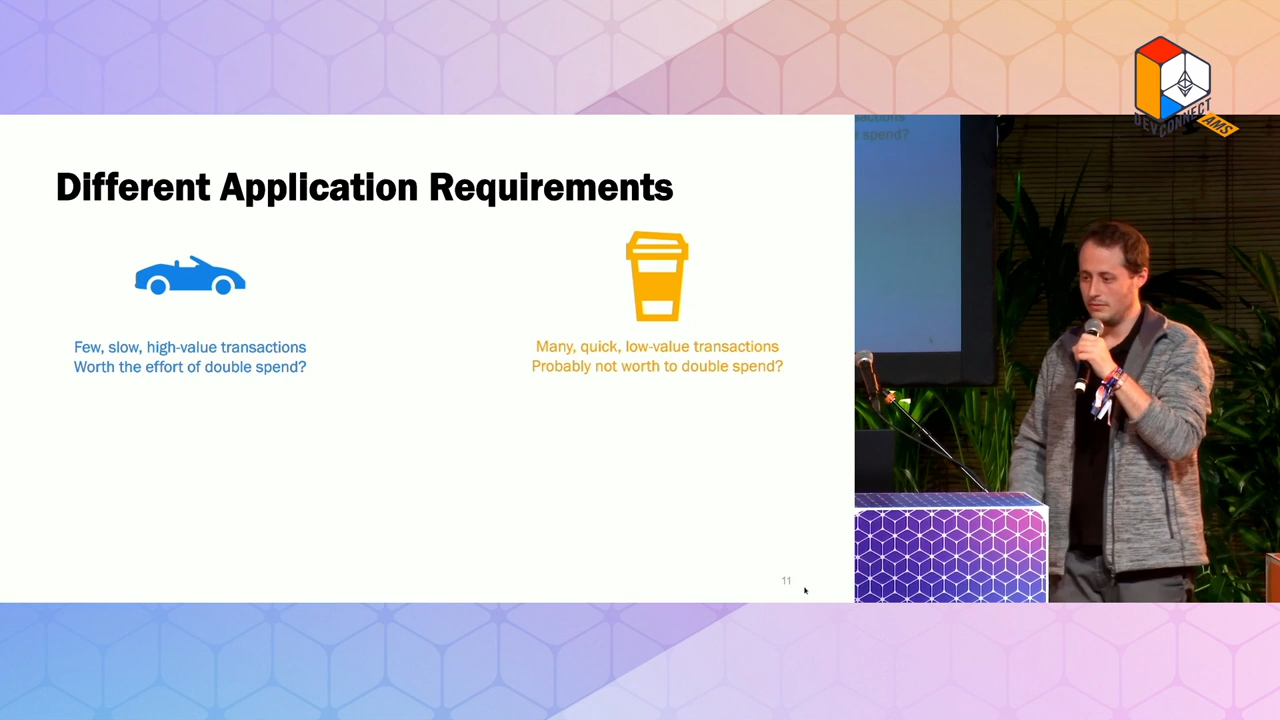 DEVCONNECT
AMS
Different Application Requirements
Few, slow, high-value transactions
Worth the effort of double spend?
Many, quick, low-value transactions
Probably not worth to double spend?
11
spend?